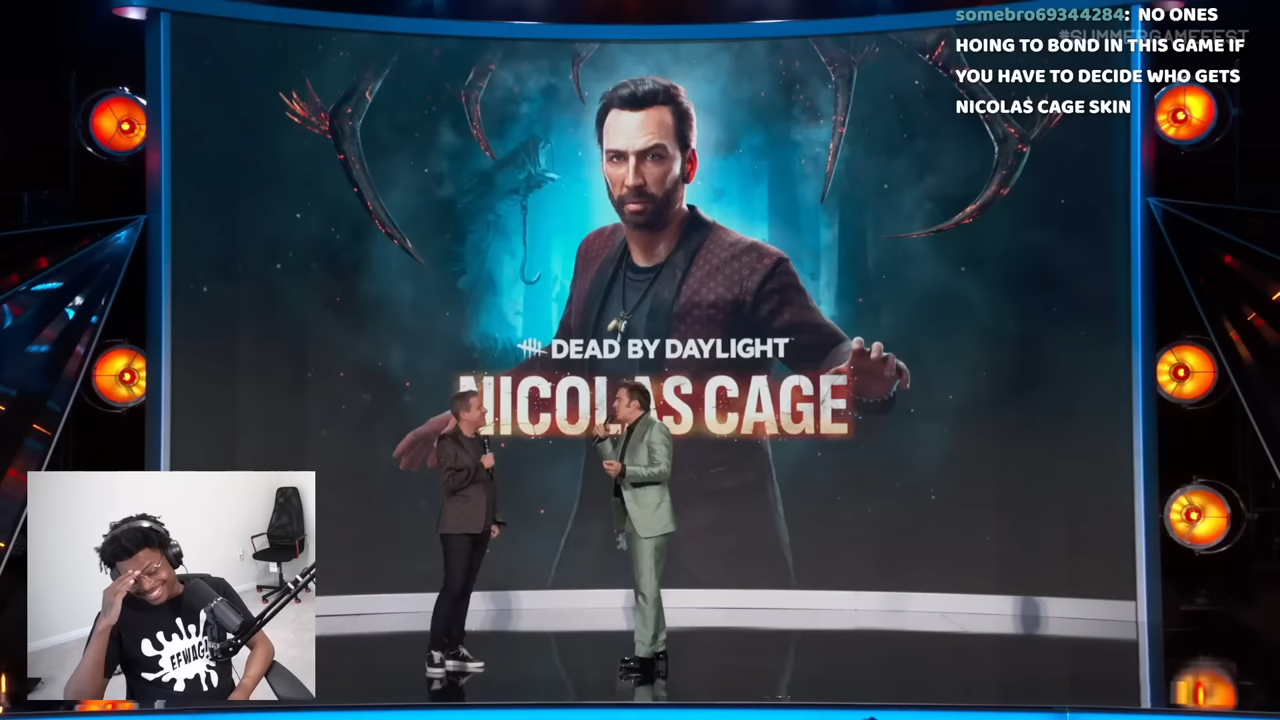 somebro69344284: NO ONES
#SUMMERGAMEFEST
HOING TO BOND IN THIS GAME IF
YOU HAVE TO DECIDE WHO GETS
NICOLAS CAGE SKIN
DEAD BY DAYLIGHT
NICOLAS CAGE
EFWAG